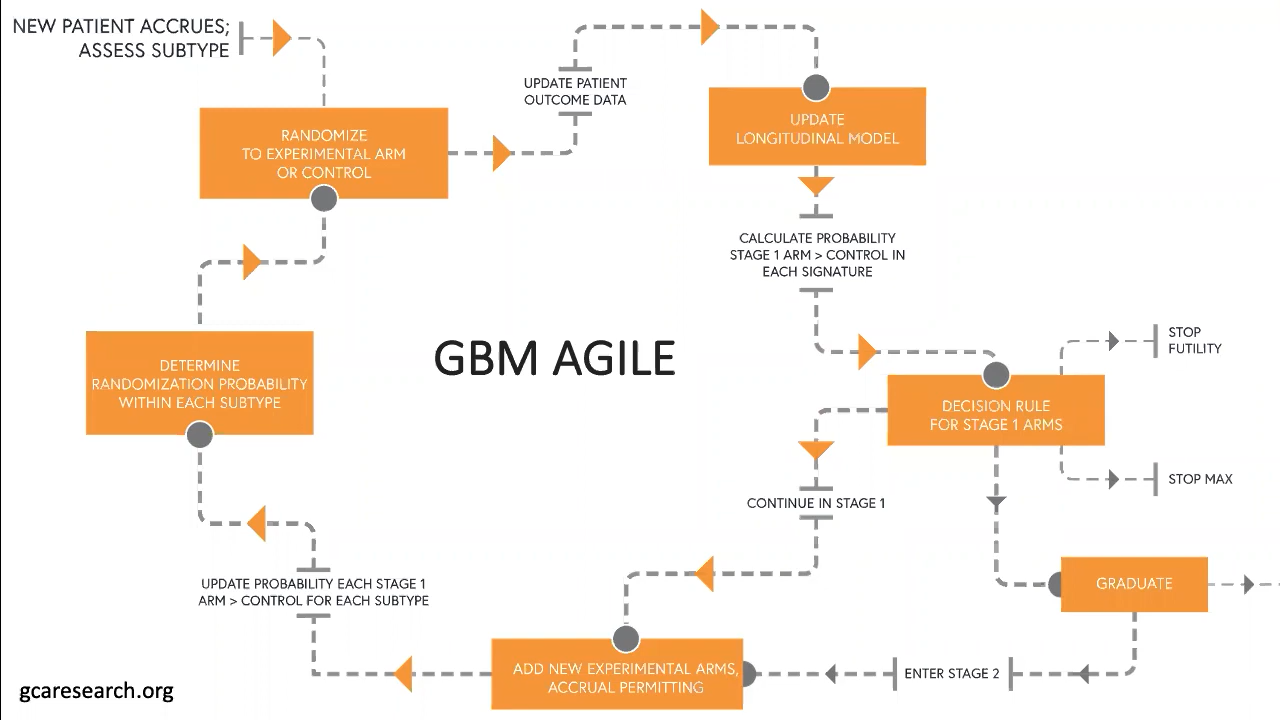 NEW PATIENT ACCRUES;
ASSESS SUBTYPE
RANDOMIZE
TO EXPERIMENTAL ARM
OR CONTROL
UPDATE PATIENT
OUTCOME DATA
UPDATE
LONGITUDINAL MODEL
CALCULATE PROBABILITY
STAGE 1 ARM > CONTROL IN
EACH SIGNATURE
DECISION RULE
FOR STAGE 1 ARMS
STOP
FUTILITY
STOP MAX
GRADUATE
CONTINUE IN STAGE 1
ENTER STAGE 2
ADD NEW EXPERIMENTAL ARMS,
ACCRUAL PERMITTING
UPDATE PROBABILITY EACH STAGE 1
ARM > CONTROL FOR EACH SUBTYPE
DETERMINE
RANDOMIZATION PROBABILITY
WITHIN EACH SUBTYPE
GBM AGILE
gcaresearch.org